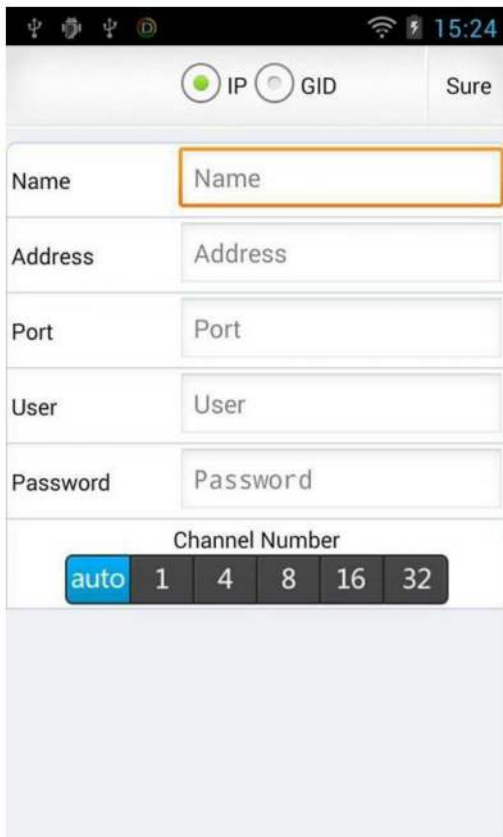 15:24
IP GID Sure
Name Name
Address Address
Port Port
User User
Password Password
Channel Number
auto 1 4 8 16 32